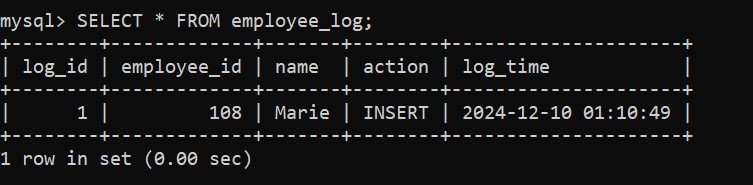 mysql> SELECT * FROM employee_log;
+--------+-------------+-------+--------+---------------------+
| log_id | employee_id | name  | action | log_time            |
+--------+-------------+-------+--------+---------------------+
|      1 |         108 | Marie | INSERT | 2024-12-10 01:10:49 |
+--------+-------------+-------+--------+---------------------+
1 row in set (0.00 sec)